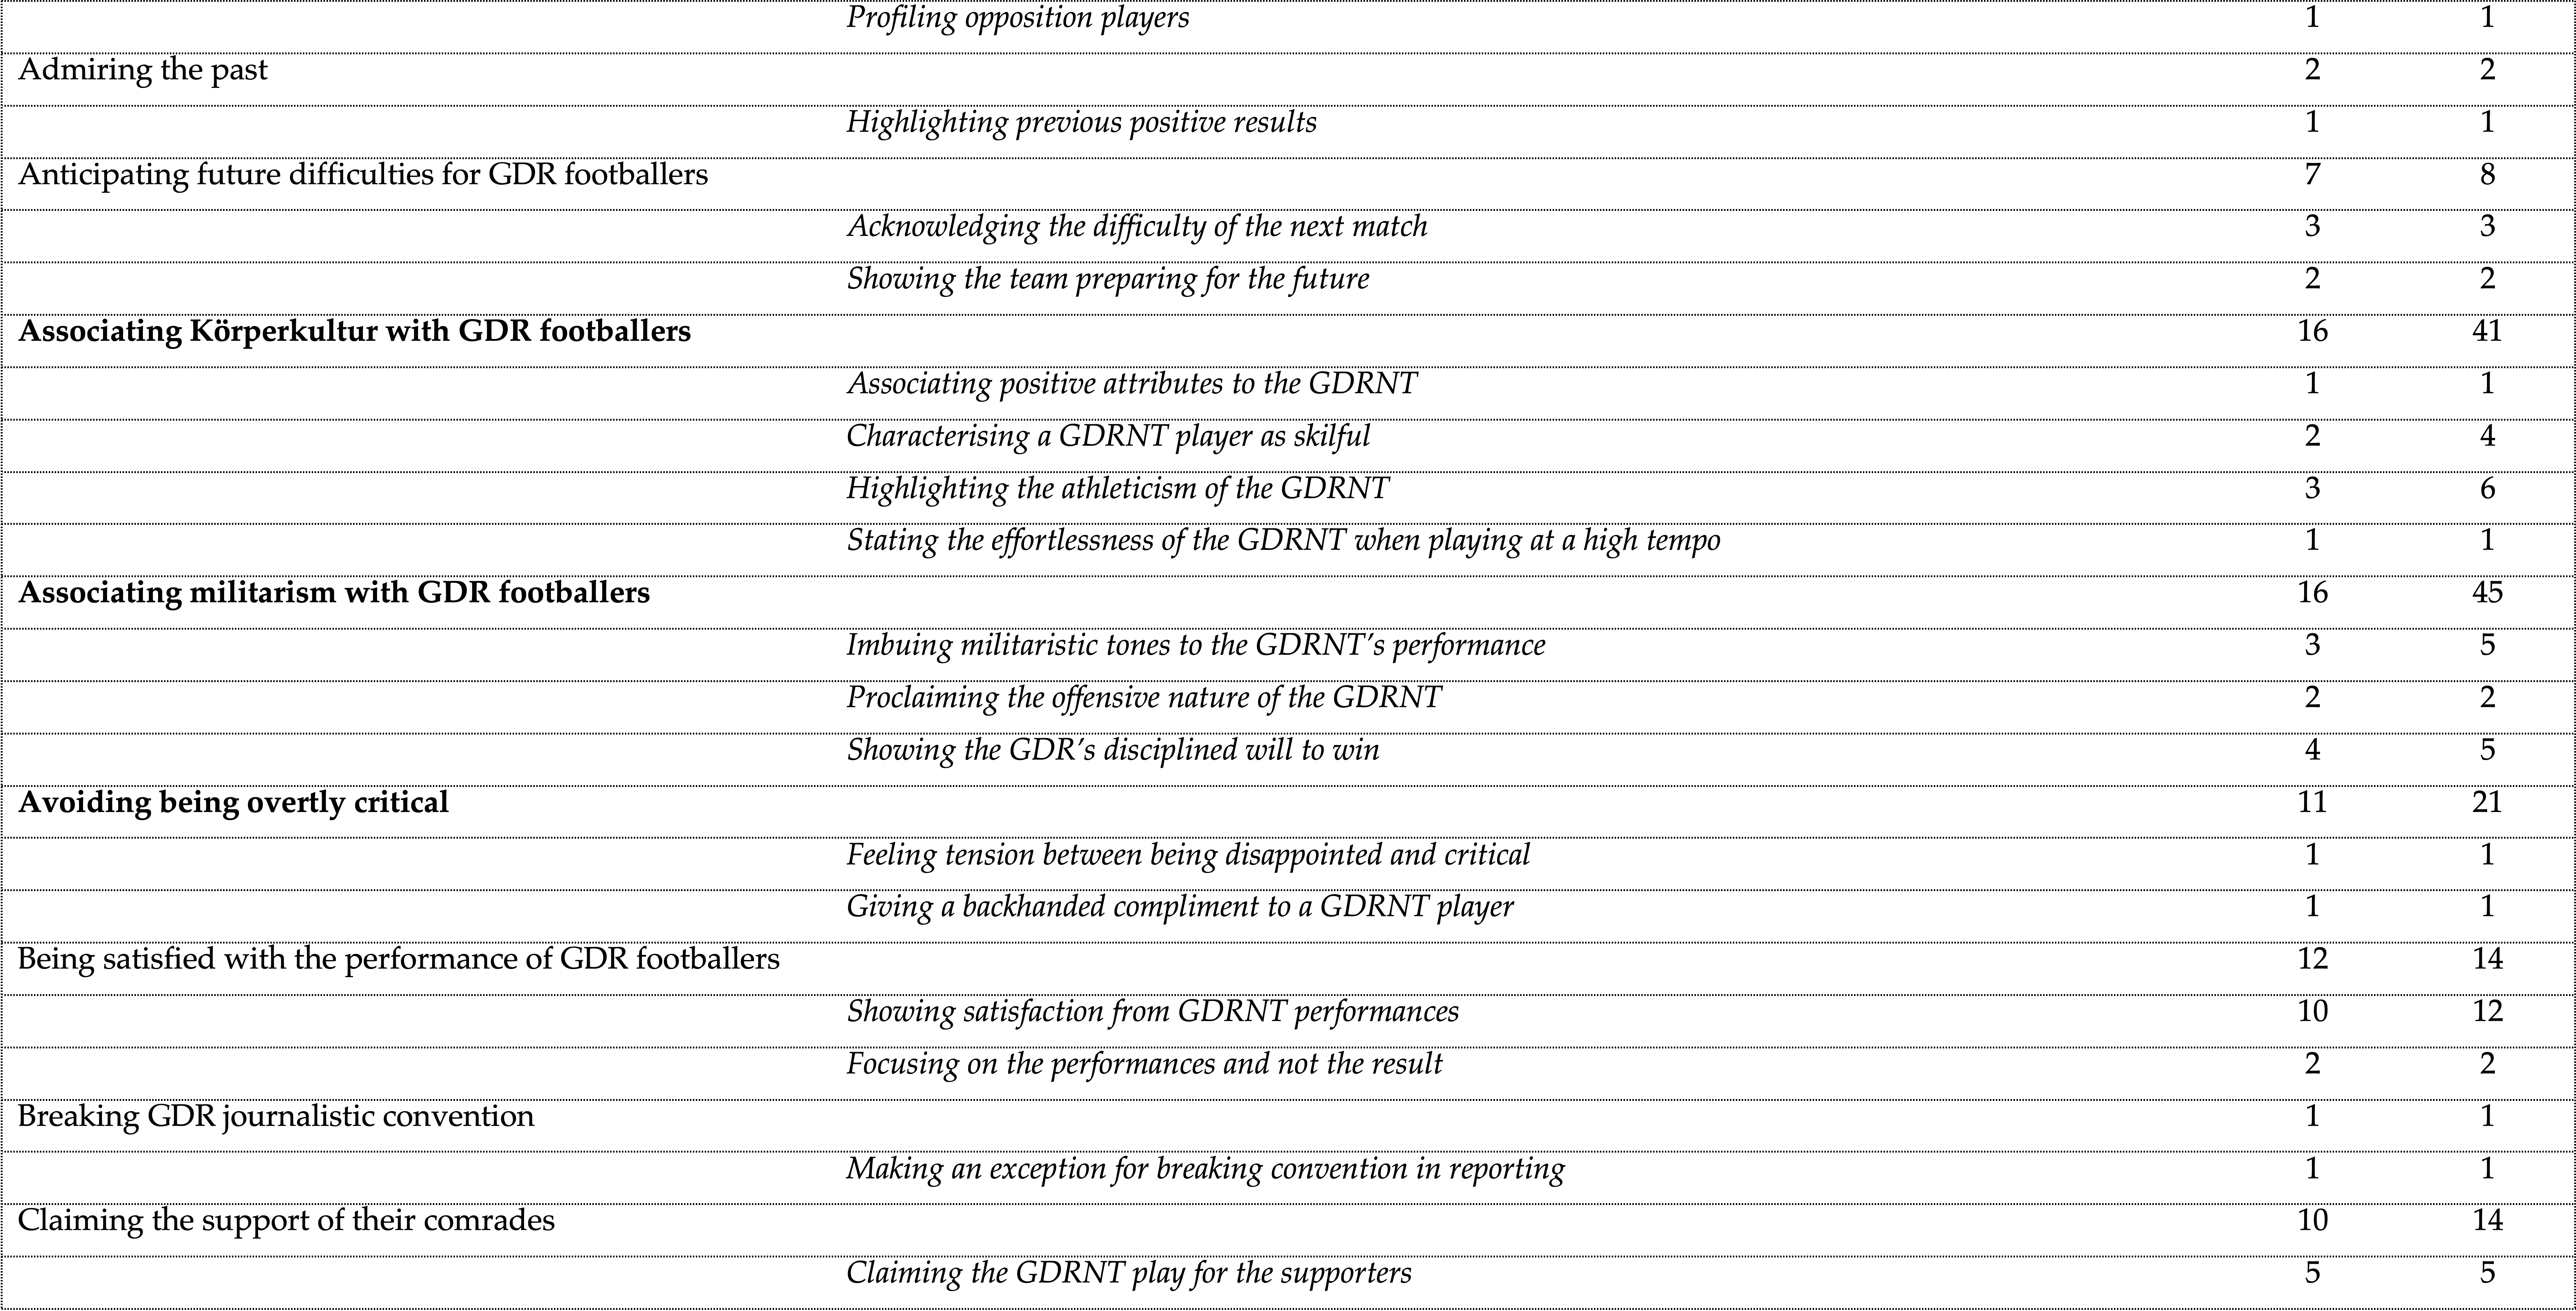 Profiling opposition players 1 1
Admiring the past 2 2
Highlighting previous positive results 1 1
Anticipating future difficulties for GDR footballers 7 8
Acknowledging the difficulty of the next match 3 3
Showing the team preparing for the future 2 2
Associating Körperkultur with GDR footballers 16 41
Associating positive attributes to the GDRNT 1 1
Characterising a GDRNT player as skilful 2 4
Highlighting the athleticism of the GDRNT 3 6
Stating the effortlessness of the GDRNT when playing at a high tempo 1 1
Associating militarism with GDR footballers 16 45
Imbuing militaristic tones to the GDRNT’s performance 3 5
Proclaiming the offensive nature of the GDRNT 2 2
Showing the GDR’s disciplined will to win 4 5
Avoiding being overtly critical 11 21
Feeling tension between being disappointed and critical 1 1
Giving a backhanded compliment to a GDRNT player 1 1
Being satisfied with the performance of GDR footballers 12 14
Showing satisfaction from GDRNT performances 10 12
Focusing on the performances and not the result 2 2
Breaking GDR journalistic convention 1 1
Making an exception for breaking convention in reporting 1 1
Claiming the support of their comrades 10 14
Claiming the GDRNT play for the supporters 5 5